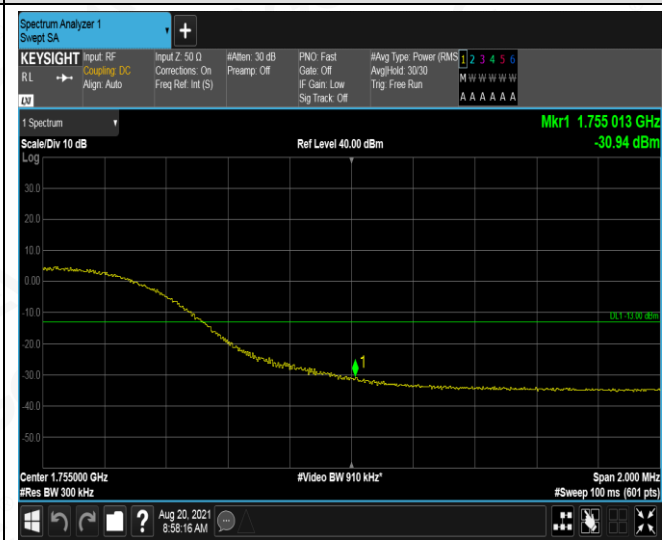 Spectrum Analyzer 1
Swept SA
+
KEYSIGHT Input: RF Input Z: 50 Ω #Atten: 30 dB PNO: Fast #Avg Type: Power (RMS 1 2 3 4 5 6
RL Coupling: DC Corrections: On Preamp: Off Gate: Off Avg|Hold: 30/30 M W W W W W
Align: Auto Freq Ref: Int (S) IF Gain: Low Trig: Free Run
Sig Track: Off A A A A A A
LXI
1 Spectrum
Mkr1 1.755 013 GHz
Scale/Div 10 dB Ref Level 40.00 dBm -30.94 dBm
Log
30.0
20.0
10.0
0.00
-10.0
DL1 -13.00 dBm
-20.0
1
-30.0
-40.0
-50.0
Center 1.755000 GHz #Video BW 910 kHz* Span 2.000 MHz
#Res BW 300 kHz #Sweep 100 ms (601 pts)
? Aug 20, 2021
8:58:16 AM